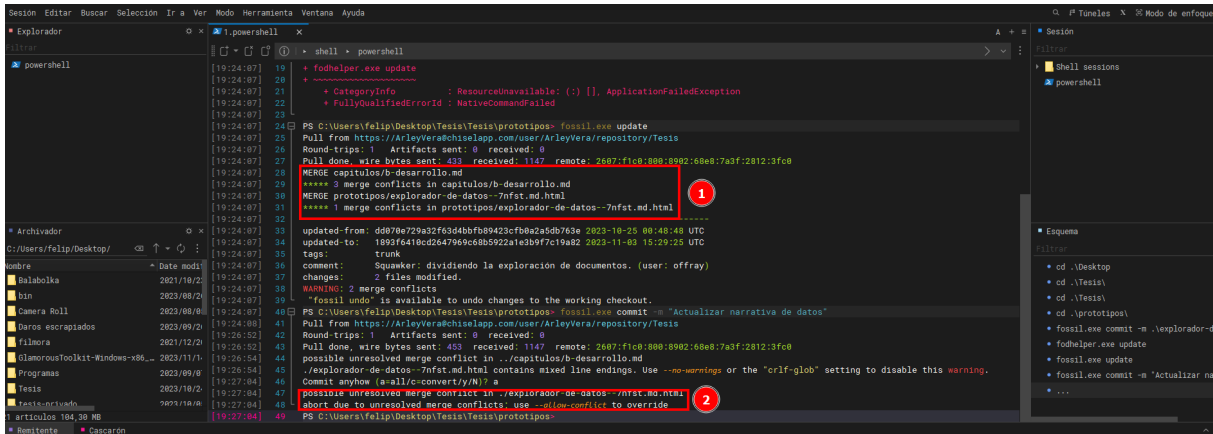 Sesión Editar Buscar Selección Ir a Ver Modo Herramienta Ventana Ayuda
Túneles Modo de enfoque
Explorador
Filtrar
powershell
1.powershell
shell powershell
[19:24:07] 19 + fodhelper.exe update
[19:24:07] 20 + ~~~~~~~~~~~~~~~~~~~~
[19:24:07] 21 + CategoryInfo : ResourceUnavailable: (:) [], ApplicationFailedException
[19:24:07] 22 + FullyQualifiedErrorId : NativeCommandFailed
[19:24:07] 23
[19:24:07] 24 PS C:\Users\felip\Desktop\Tesis\Tesis\prototipos> fossil.exe update
[19:24:07] 25 Pull from https://ArleyVera@chiselapp.com/user/ArleyVera/repository/Tesis
[19:24:07] 26 Round-trips: 1 Artifacts sent: 0 received: 0
[19:24:07] 27 Pull done, wire bytes sent: 433 received: 1147 remote: 2607:f1c0:800:8902:68e8:7a3f:2812:3fc0
[19:24:07] 28 MERGE capitulos/b-desarrollo.md
[19:24:07] 29 ***** 3 merge conflicts in capitulos/b-desarrollo.md
[19:24:07] 30 MERGE prototipos/explorador-de-datos--7nfst.md.html
[19:24:07] 31 ***** 1 merge conflicts in prototipos/explorador-de-datos--7nfst.md.html
1
[19:24:07] 32
[19:24:07] 33 updated-from: dd070e729a32f63d4bbfb89423cfb0a2a5db763e 2023-10-25 00:48:48 UTC
[19:24:07] 34 updated-to: 1893f6410cd2647969c68b5922a1e3b9f7c19a82 2023-11-03 15:29:25 UTC
[19:24:07] 35 tags: trunk
[19:24:07] 36 comment: Squawker: dividiendo la exploración de documentos. (user: offray)
[19:24:07] 37 changes: 2 files modified.
[19:24:07] 38 WARNING: 2 merge conflicts
[19:24:07] 39 "fossil undo" is available to undo changes to the working checkout.
[19:24:07] 40 PS C:\Users\felip\Desktop\Tesis\Tesis\prototipos> fossil.exe commit -m "Actualizar narrativa de datos"
[19:24:08] 41 Pull from https://ArleyVera@chiselapp.com/user/ArleyVera/repository/Tesis
[19:26:52] 42 Round-trips: 1 Artifacts sent: 0 received: 0
[19:26:52] 43 Pull done, wire bytes sent: 453 received: 1147 remote: 2607:f1c0:800:8902:68e8:7a3f:2812:3fc0
[19:26:54] 44 possible unresolved merge conflict in ../capitulos/b-desarrollo.md
[19:26:54] 45 ./explorador-de-datos--7nfst.md.html contains mixed line endings. Use --no-warnings or the "crlf-glob" setting to disable this warning.
[19:27:04] 46 Commit anyhow (a=all/c=convert/y/N)? a
[19:27:04] 47 possible unresolved merge conflict in ./explorador-de-datos--7nfst.md.html
[19:27:04] 48 abort due to unresolved merge conflicts; use --allow-conflict to override
2
[19:27:04] 49 PS C:\Users\felip\Desktop\Tesis\Tesis\prototipos>
Archivador
C:/Users/felip/Desktop/
Nombre Date modi
Balabolka 2021/10/2
bin 2023/08/2
Camera Roll 2023/08/0
Daros escrapiados 2023/09/2
filmora 2021/12/2
GlamorousToolkit-Windows-x86_… 2023/11/1
Programas 2023/09/0
Tesis 2023/10/2
tesis-privado 2023/10/0
artículos 104,30 MB
Remitente Cascarón
Sesión
Filtrar
Shell sessions
powershell
Esquema
Filtrar
cd .\Desktop
cd .\Tesis\
cd .\Tesis\
cd .\prototipos\
fossil.exe commit -m .\explorador-d
fodhelper.exe update
fossil.exe update
fossil.exe commit -m "Actualizar na
...